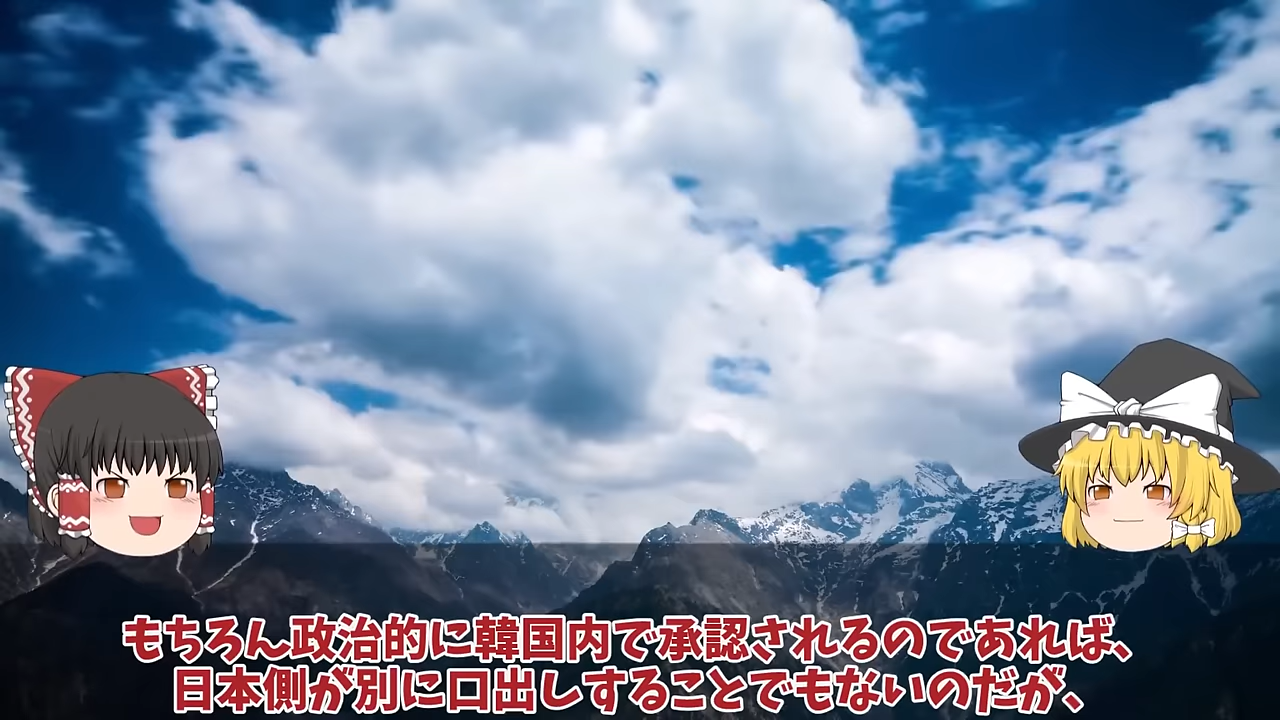 もちろん政治的に韓国内で承認されるのであれば、
日本側が別に口出しすることでもないのだが、